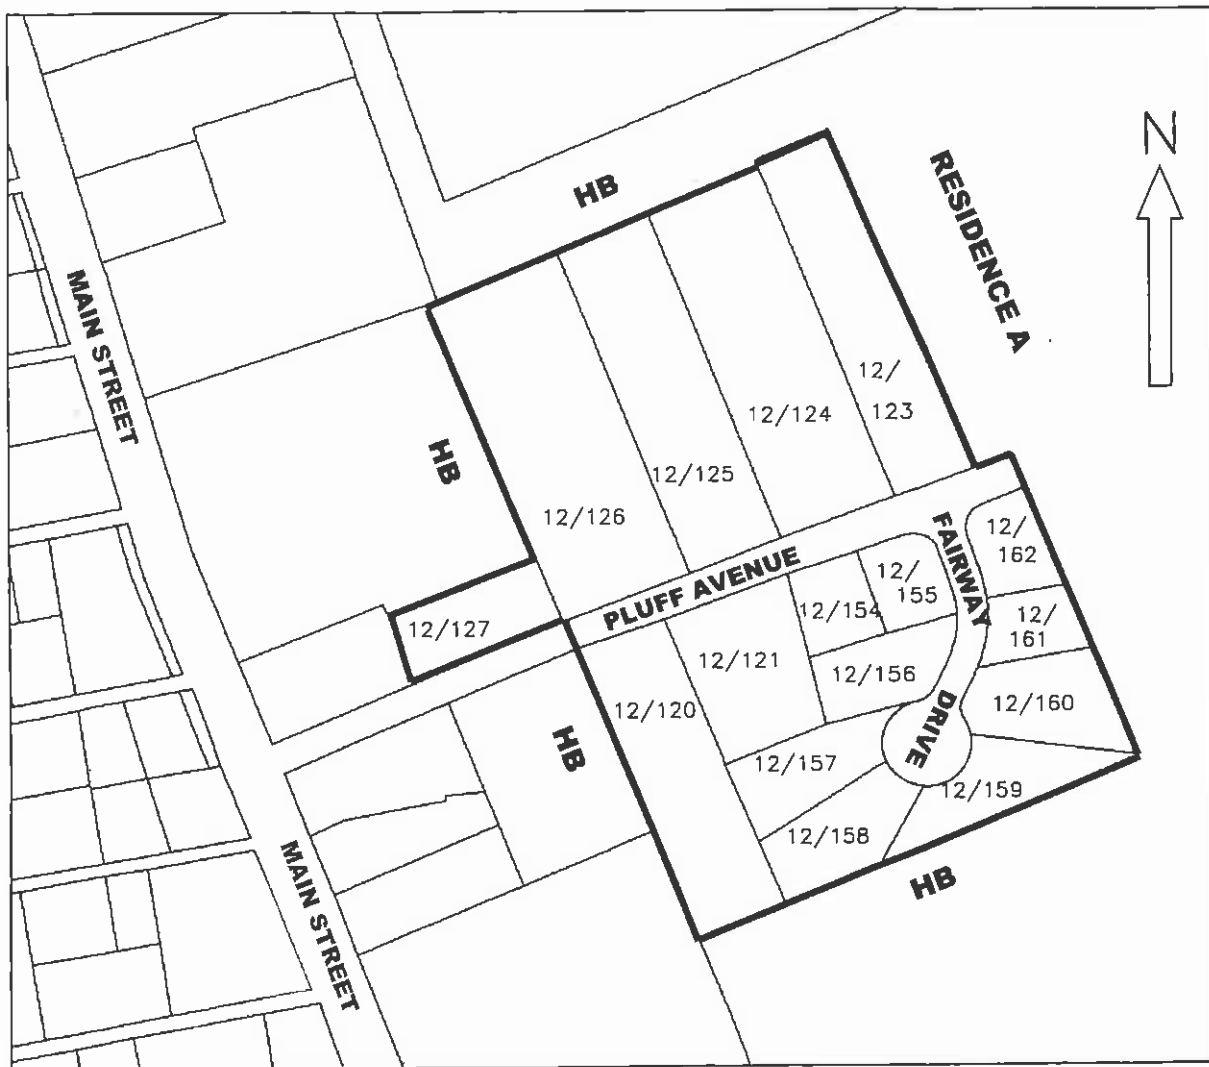 N
HB
RESIDENCE A
MAIN STREET
12/
123
12/124
HB
12/125
12/126
FAIRWAY
12/
162
PLUFF AVENUE
12/
155
12/154
12/127
12/
161
12/121
12/156
12/120
12/160
DRIVE
HB
12/157
12/159
12/158
MAIN STREET
HB